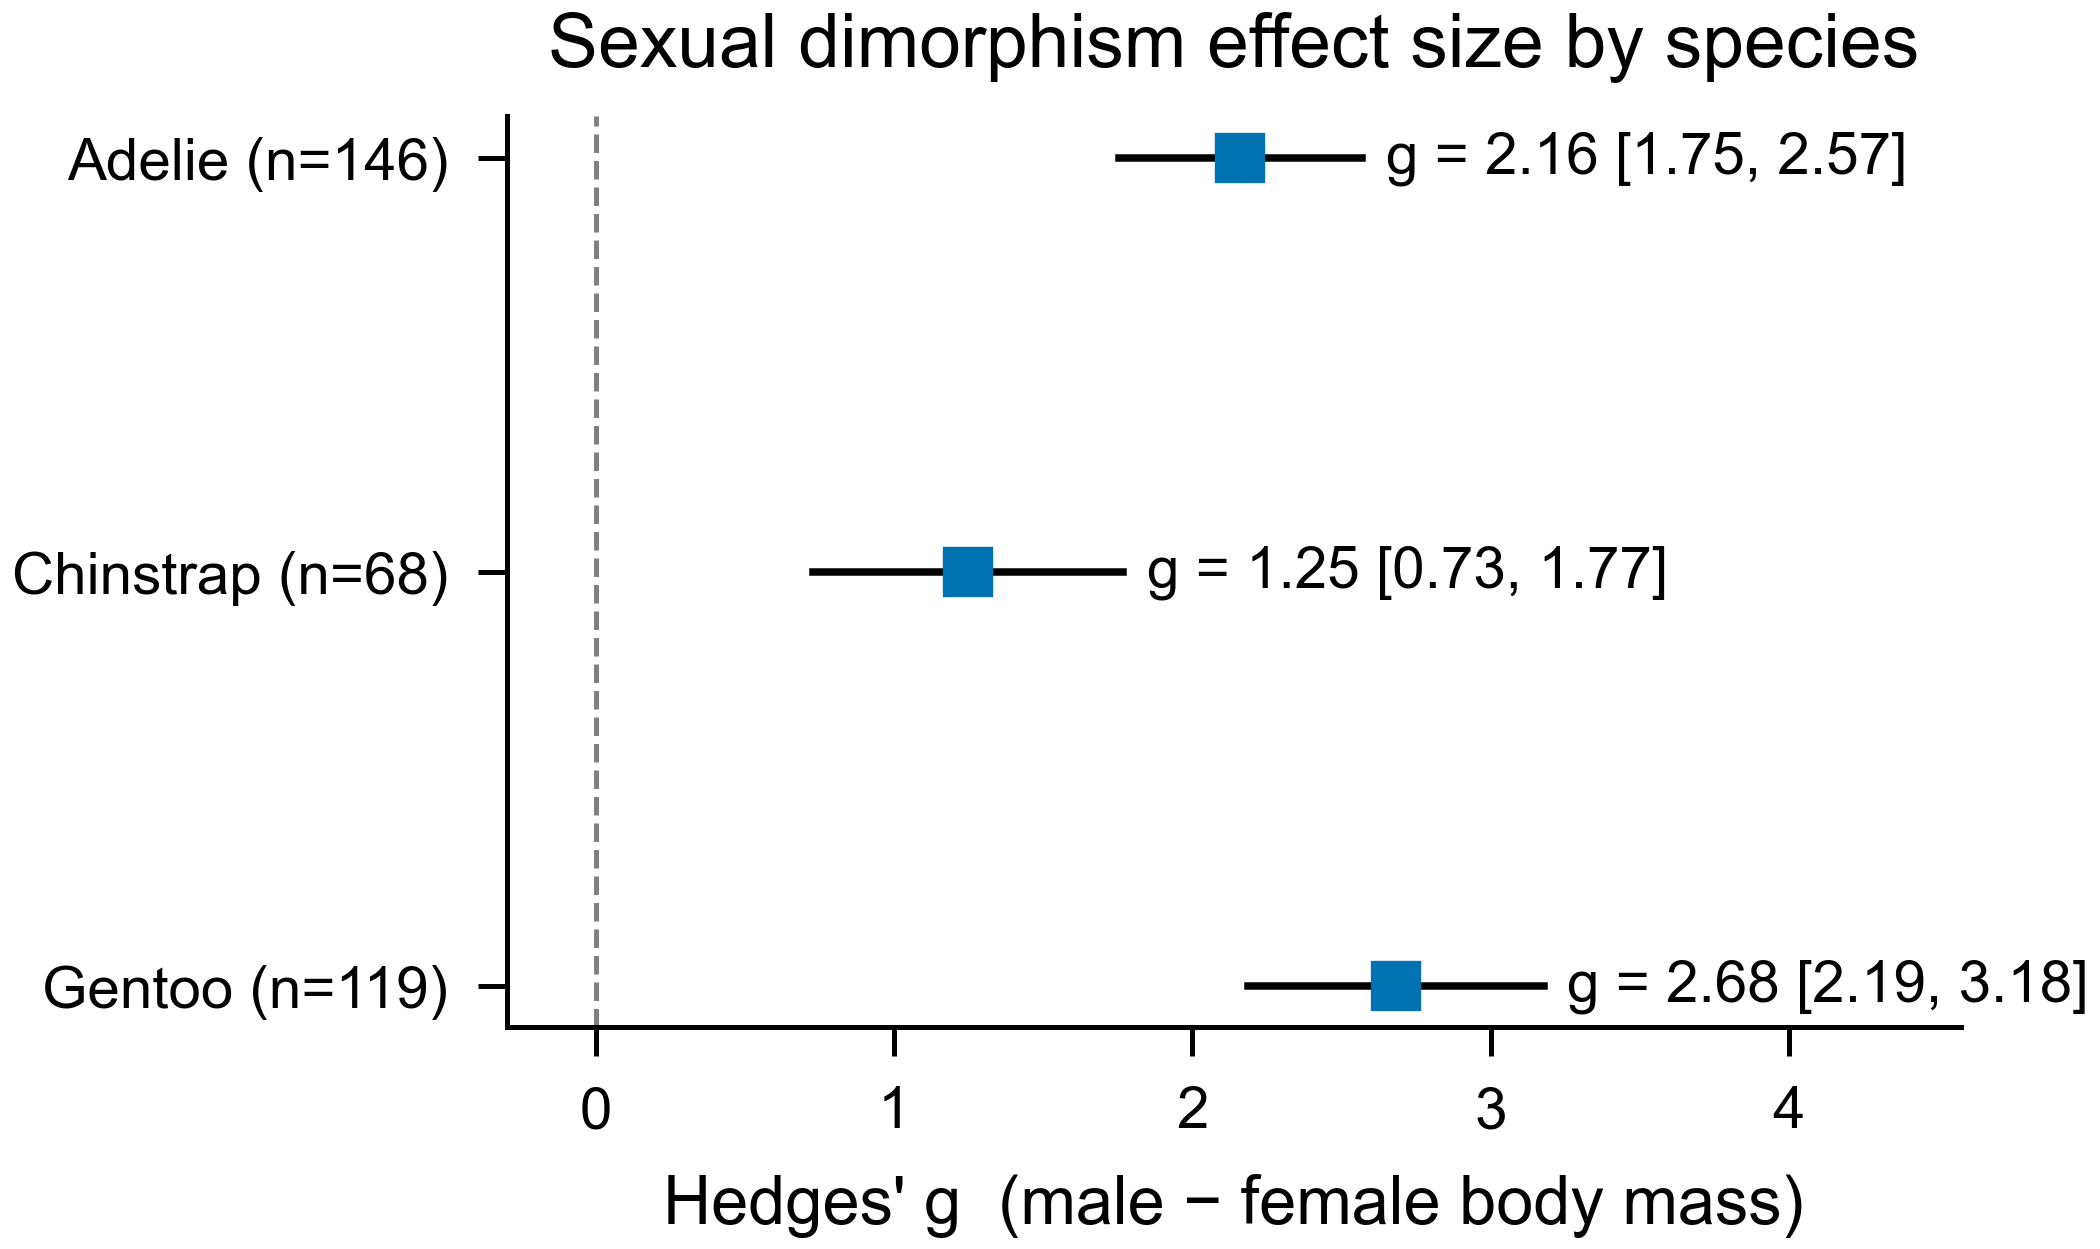 Sexual dimorphism effect size by species
Adelie (n=146)
g = 2.16 [1.75, 2.57]
Chinstrap (n=68)
g = 1.25 [0.73, 1.77]
Gentoo (n=119)
g = 2.68 [2.19, 3.18]
0 1 2 3 4
Hedges' g (male − female body mass)